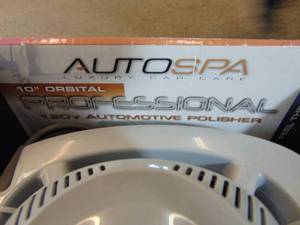 AUTOSPA
LUXURY CAR CARE
10" ORBITAL
PROFESSIONAL
120V AUTOMOTIVE POLISHER